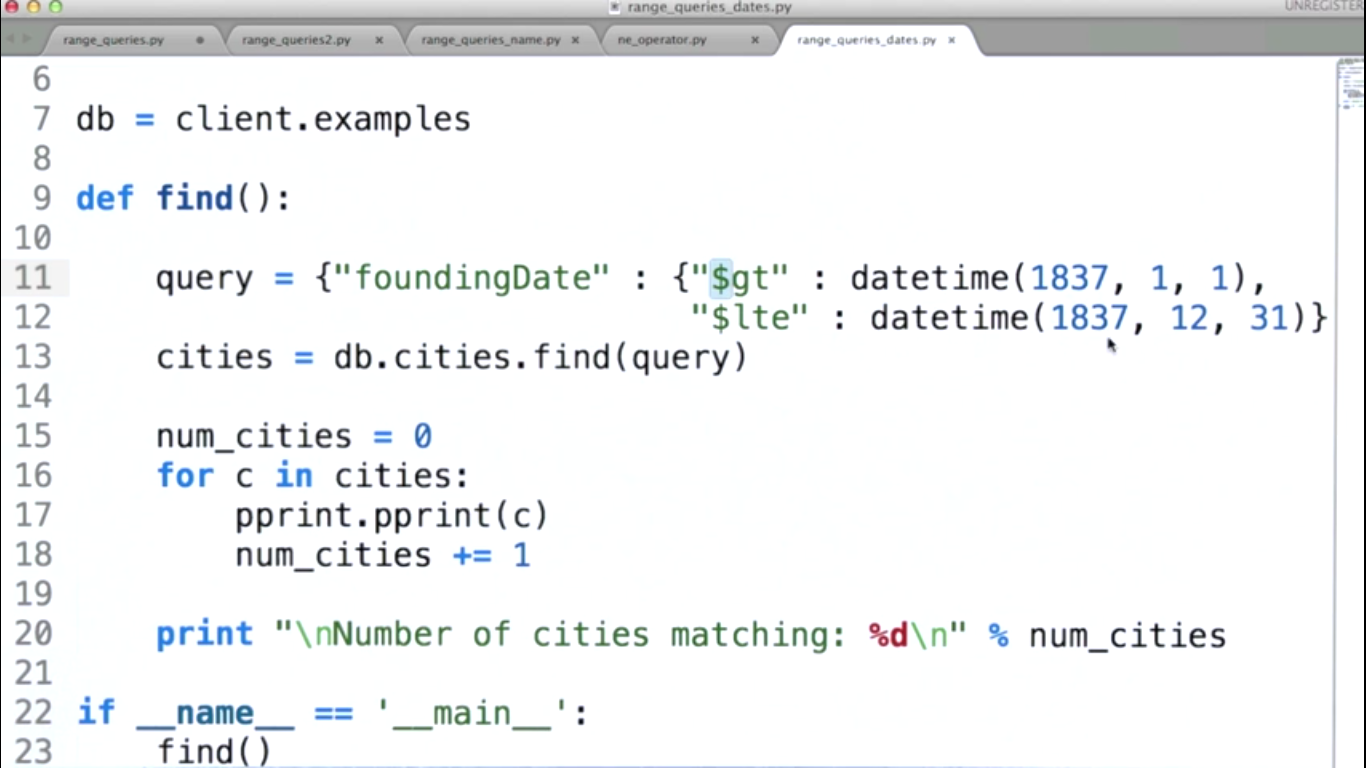 range_queries_dates.py
UNREGISTER
range_queries.py
range_queries2.py
range_queries_name.py
ne_operator.py
range_queries_dates.py
6
7 db = client.examples
8
9 def find():
10
11 query = {"foundingDate" : {"$gt" : datetime(1837, 1, 1),
12 "$lte" : datetime(1837, 12, 31)}
13 cities = db.cities.find(query)
14
15 num_cities = 0
16 for c in cities:
17 pprint.pprint(c)
18 num_cities += 1
19
20 print "\nNumber of cities matching: %d\n" % num_cities
21
22 if __name__ == '__main__':
23 find()